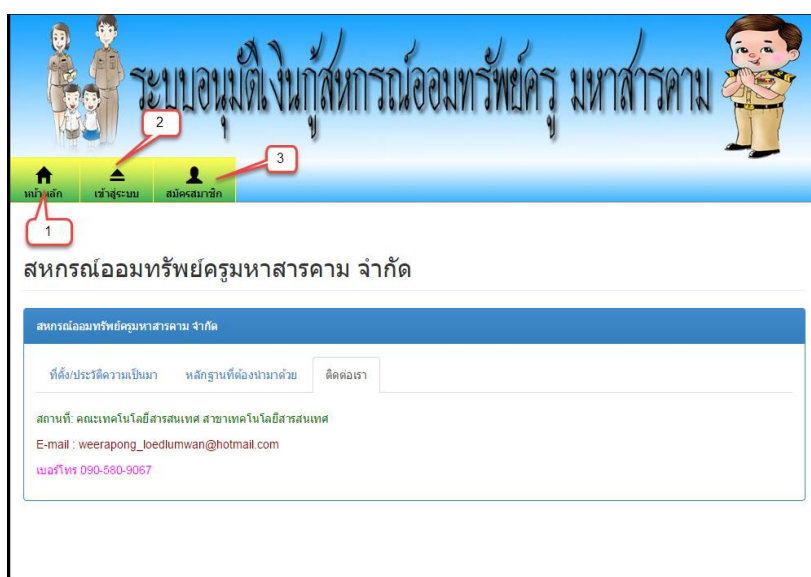 ระบบอนุมัติเงินกู้สหกรณ์ออมทรัพย์ครู มหาสารคาม
2
3
หน้าหลัก เข้าสู่ระบบ สมัครสมาชิก
1
สหกรณ์ออมทรัพย์ครูมหาสารคาม จำกัด
สหกรณ์ออมทรัพย์ครูมหาสารคาม จำกัด
ที่ตั้ง/ประวัติความเป็นมา หลักฐานที่ต้องนำมาด้วย ติดต่อเรา
สถานที่: คณะเทคโนโลยีสารสนเทศ สาขาเทคโนโลยีสารสนเทศ
E-mail : weerapong_loedlumwan@hotmail.com
เบอร์โทร 090-580-9067